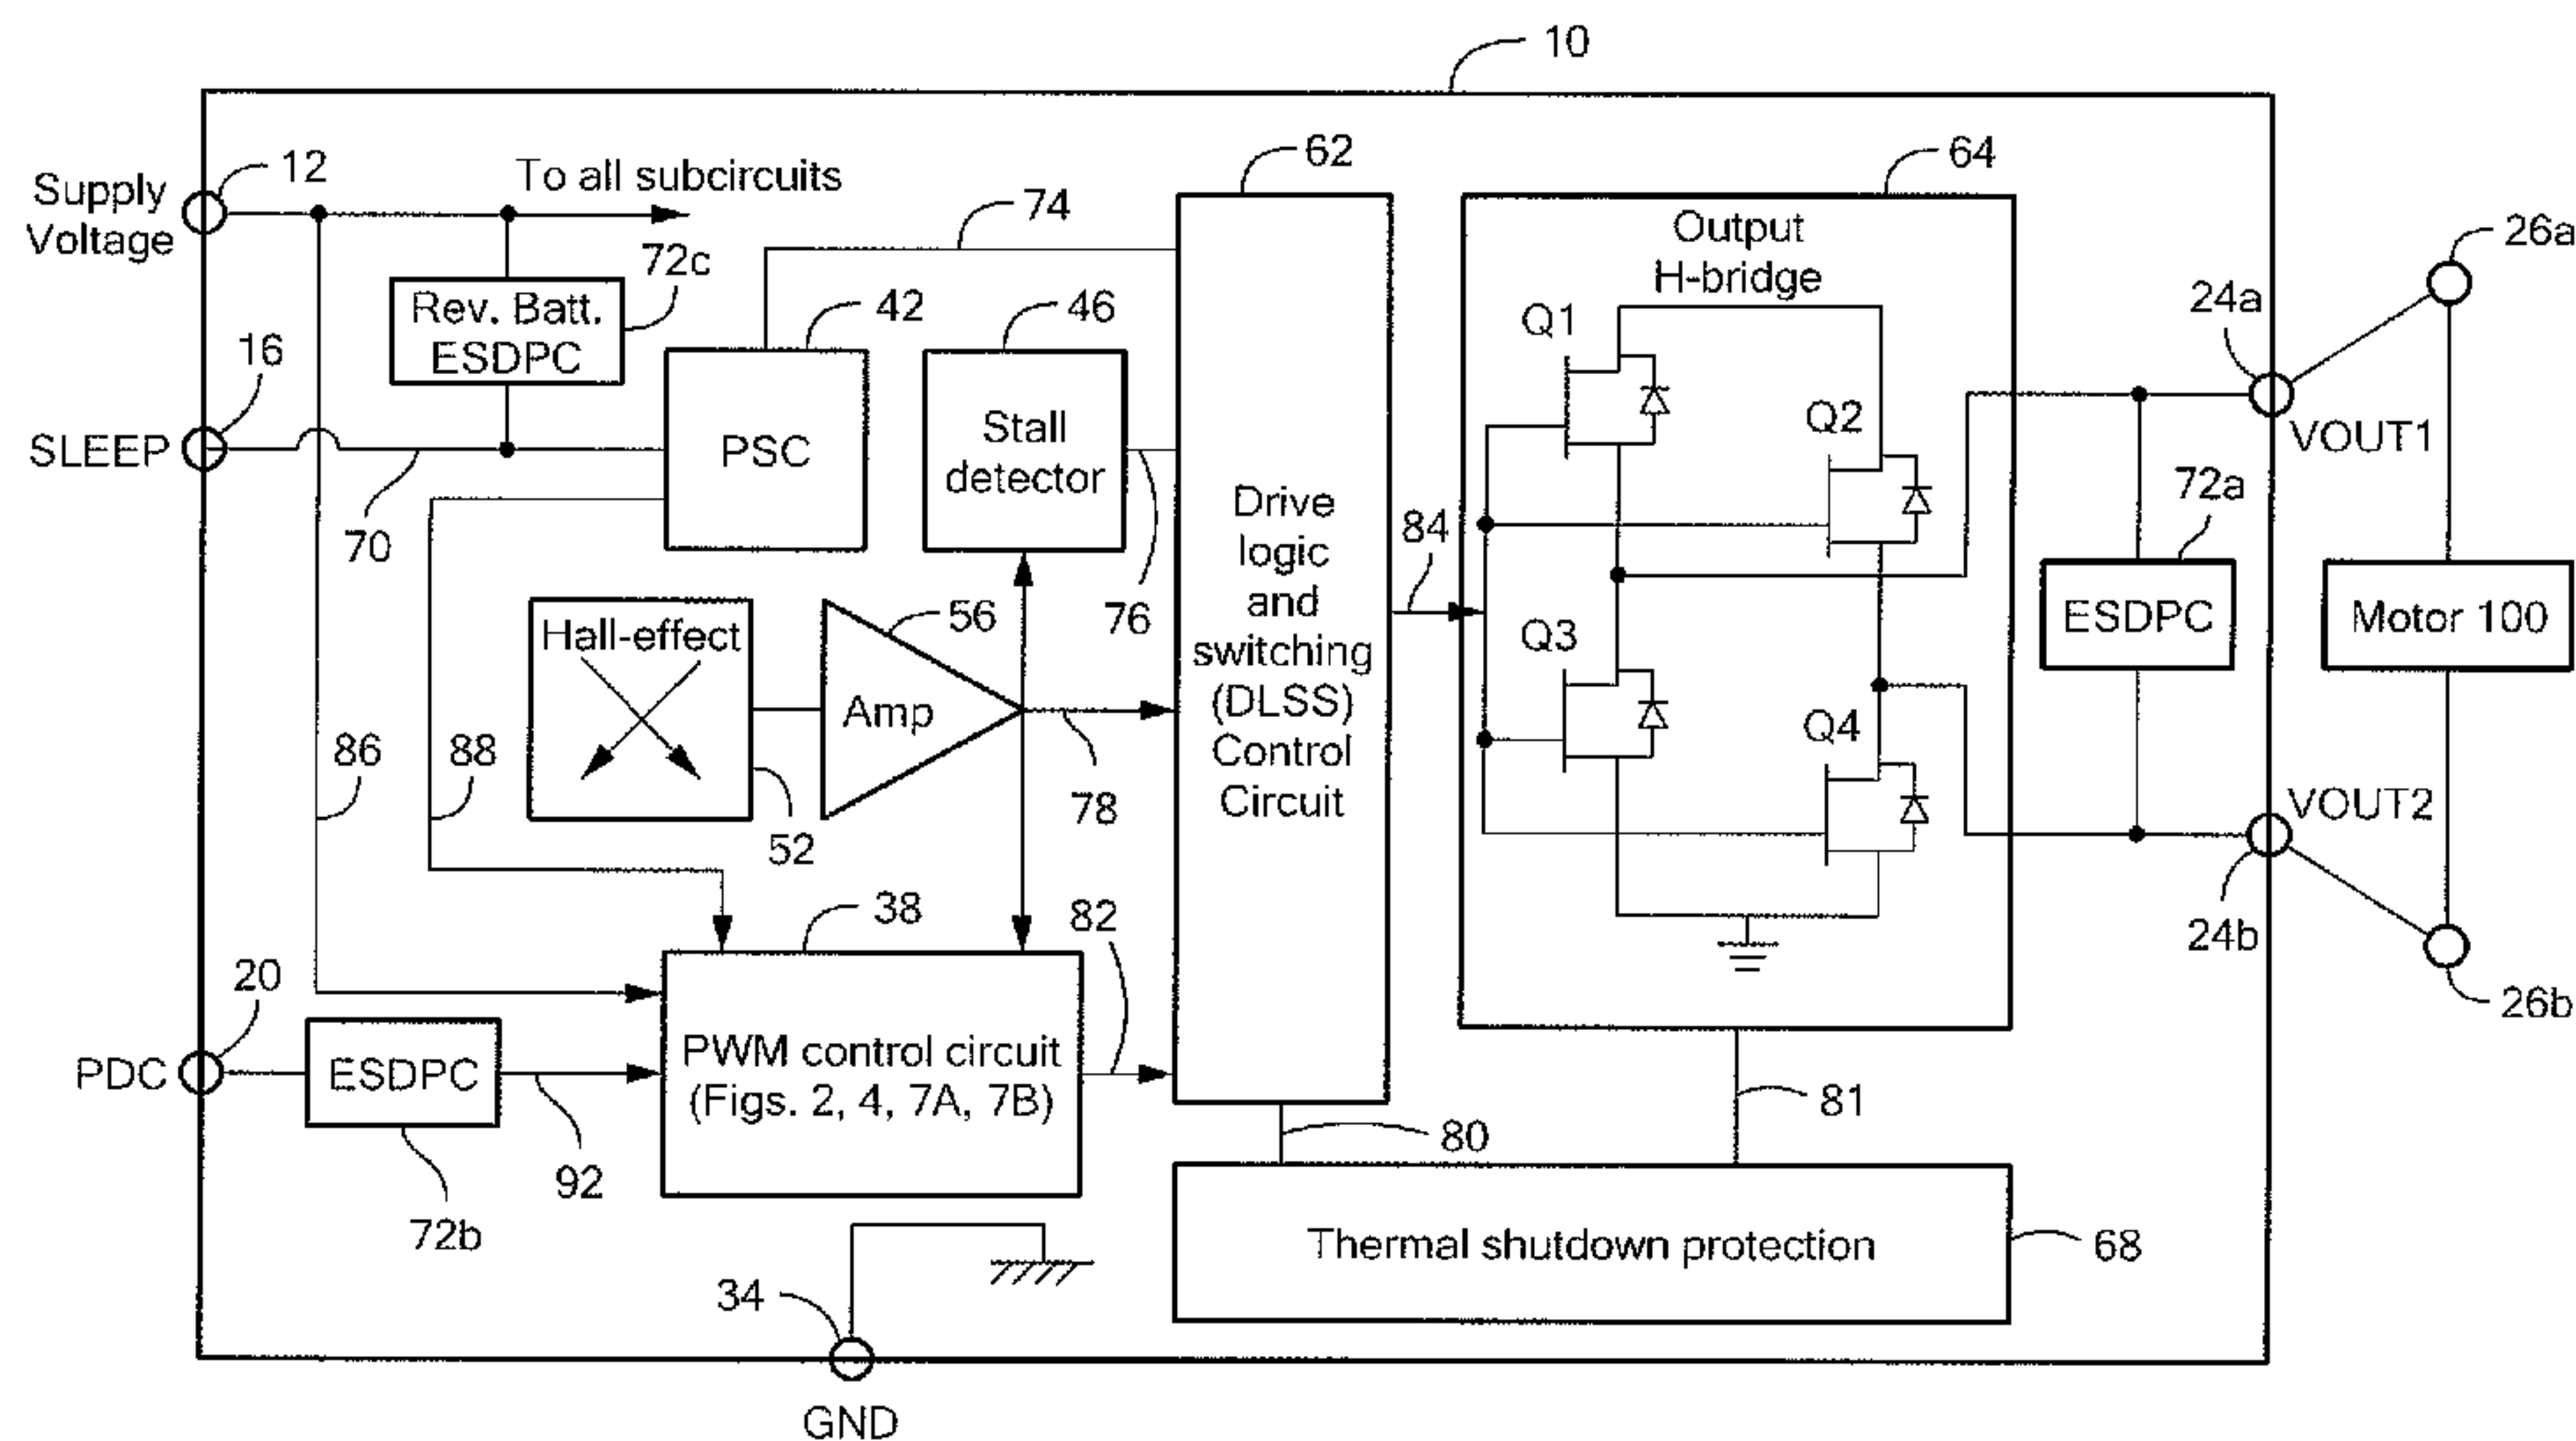 10
12
Supply
Voltage
To all subcircuits
62
64
74
72c
Rev. Batt.
ESDPC
42
46
16
SLEEP
70
PSC
Stall
detector
76
Drive
logic
and
switching
(DLSS)
Control
Circuit
84
Output
H-bridge
Q1
Q2
Q3
Q4
24a
26a
VOUT1
72a
ESDPC
Motor 100
VOUT2
24b
26b
Hall-effect
56
Amp
86
88
52
78
38
82
20
PDC
ESDPC
PWM control circuit
(Figs. 2, 4, 7A, 7B)
92
72b
80
81
Thermal shutdown protection
68
34
GND